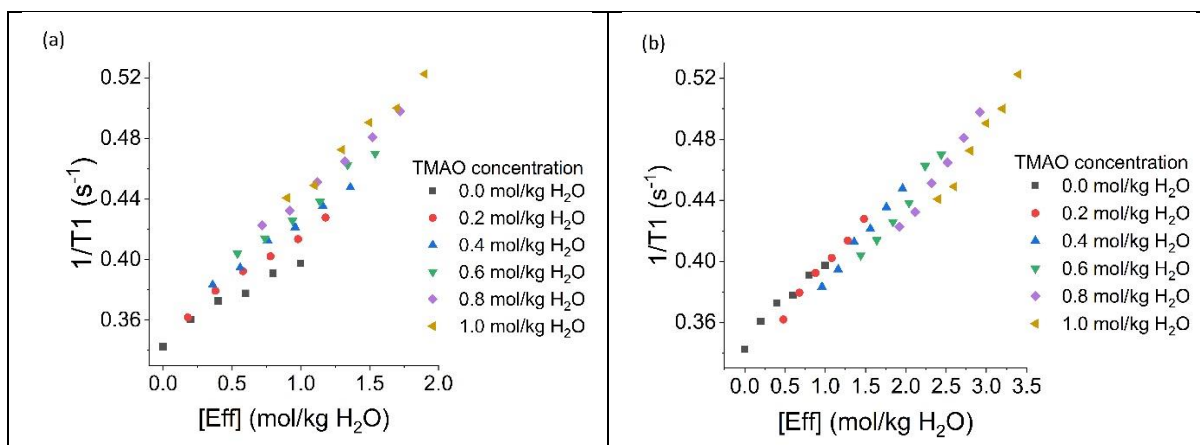 (a)
1/T1 (s⁻¹)
0.52
0.48
0.44
0.40
0.36
0.0 0.5 1.0 1.5 2.0
[Eff] (mol/kg H₂O)
TMAO concentration
0.0 mol/kg H₂O
0.2 mol/kg H₂O
0.4 mol/kg H₂O
0.6 mol/kg H₂O
0.8 mol/kg H₂O
1.0 mol/kg H₂O
(b)
1/T1 (s⁻¹)
0.52
0.48
0.44
0.40
0.36
0.0 0.5 1.0 1.5 2.0 2.5 3.0 3.5
[Eff] (mol/kg H₂O)
TMAO concentration
0.0 mol/kg H₂O
0.2 mol/kg H₂O
0.4 mol/kg H₂O
0.6 mol/kg H₂O
0.8 mol/kg H₂O
1.0 mol/kg H₂O